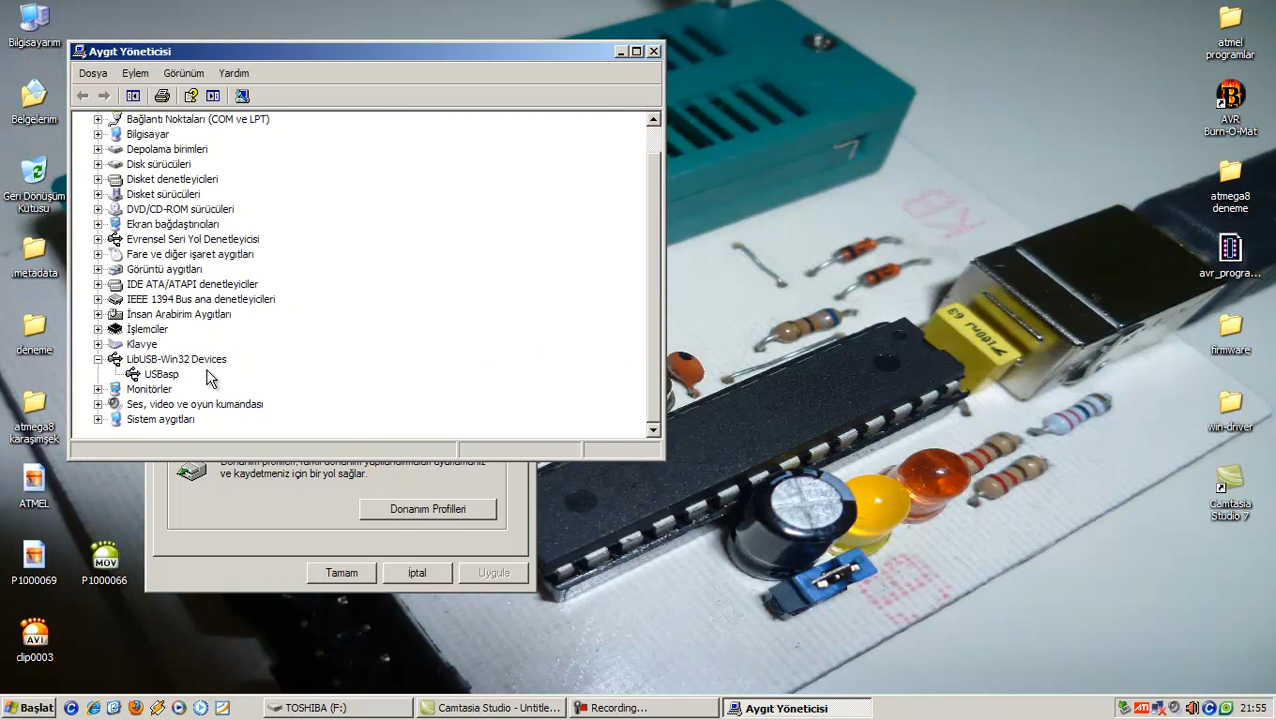 Bilgisayarım
Belgelerim
Geri Dönüşüm
Kutusu
.metadata
deneme
atmega8
karaşimşek
ATMEL
P1000069
MOV
P1000066
AVI
clip0003
Aygıt Yöneticisi
Dosya Eylem Görünüm Yardım
Bağlantı Noktaları (COM ve LPT)
Bilgisayar
Depolama birimleri
Disk sürücüleri
Disket denetleyicileri
Disket sürücüleri
DVD/CD-ROM sürücüleri
Ekran bağdaştırıcıları
Evrensel Seri Yol Denetleyicisi
Fare ve diğer işaret aygıtları
Görüntü aygıtları
IDE ATA/ATAPI denetleyiciler
IEEE 1394 Bus ana denetleyicileri
İnsan Arabirim Aygıtları
İşlemciler
Klavye
LibUSB-Win32 Devices
USBasp
Monitörler
Ses, video ve oyun kumandası
Sistem aygıtları
ve kaydetmeniz için bir yol sağlar.
Donanım Profilleri
Tamam İptal Uygula
atmel
programlar
AVR
Burn-O-Mat
atmega8
deneme
avr_progra...
firmware
win-driver
Camtasia
Studio 7
Başlat
TOSHIBA (F:)
Camtasia Studio - Untitle...
Recording...
Aygıt Yöneticisi
ATI
21:55